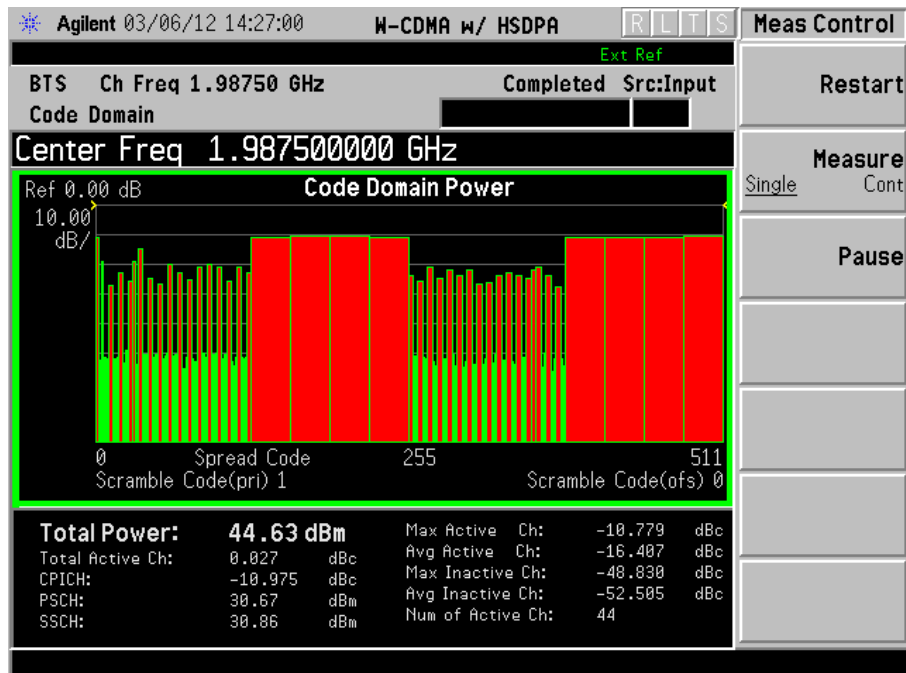 Agilent 03/06/12 14:27:00 W-CDMA w/ HSDPA R L T S Meas Control
Ext Ref
BTS Ch Freq 1.98750 GHz Completed Src:Input
Code Domain
Restart
Center Freq 1.987500000 GHz
Measure
Single Cont
Ref 0.00 dB Code Domain Power
10.00
dB/
Pause
0 Spread Code 255 511
Scramble Code(pri) 1 Scramble Code(ofs) 0
Total Power: 44.63 dBm
Total Active Ch: 0.027 dBc
CPICH: -10.975 dBc
PSCH: 30.67 dBm
SSCH: 30.86 dBm
Max Active Ch: -10.779 dBc
Avg Active Ch: -16.407 dBc
Max Inactive Ch: -48.830 dBc
Avg Inactive Ch: -52.505 dBc
Num of Active Ch: 44